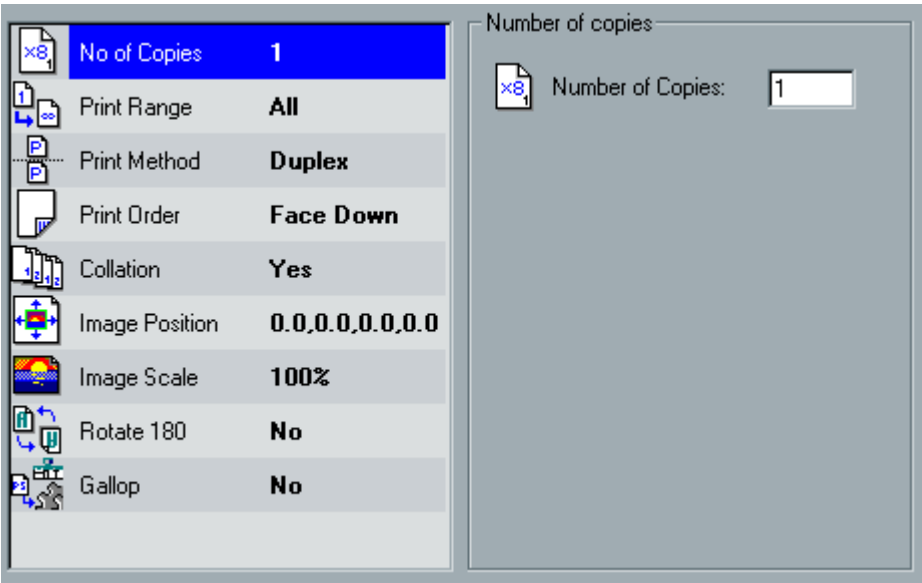 No of Copies 1
Print Range All
Print Method Duplex
Print Order Face Down
Collation Yes
Image Position 0.0,0.0,0.0,0.0
Image Scale 100%
Rotate 180 No
Gallop No
Number of copies
×8 1 Number of Copies: 1